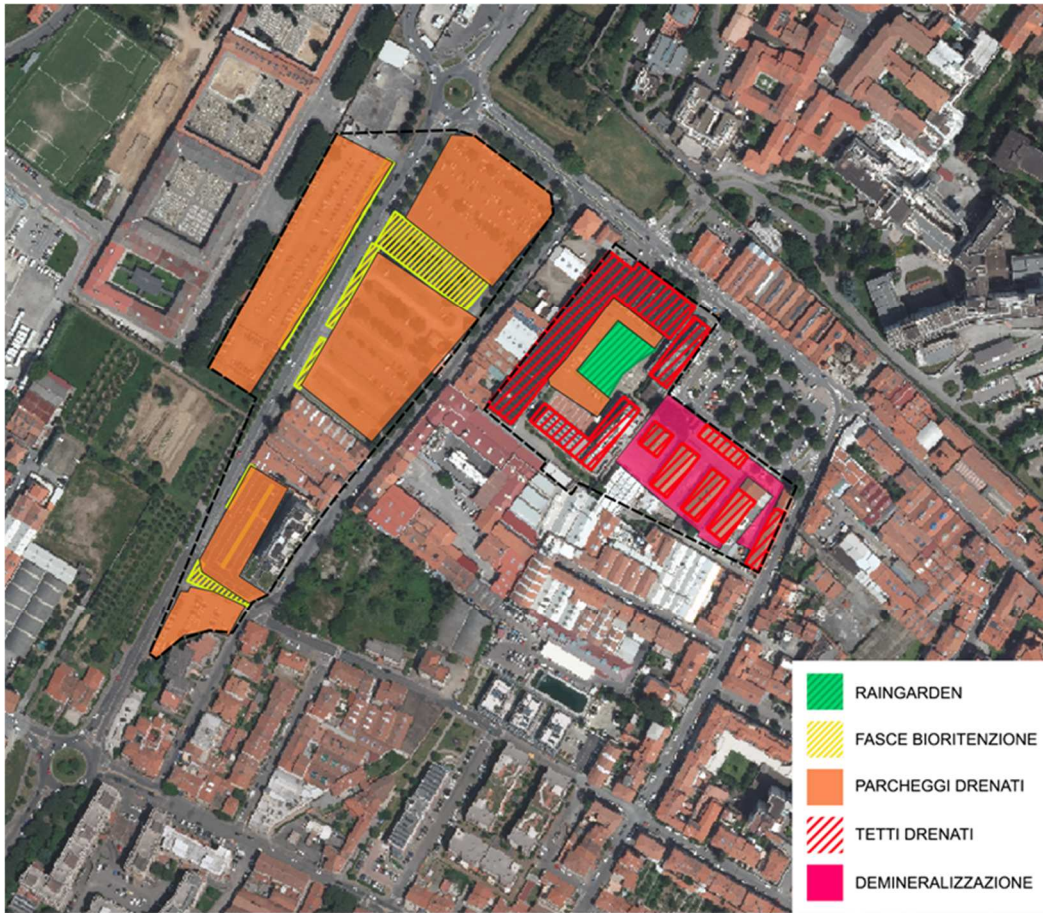 RAINGARDEN
FASCE BIORITENZIONE
PARCHEGGI DRENATI
TETTI DRENATI
DEMINERALIZZAZIONE